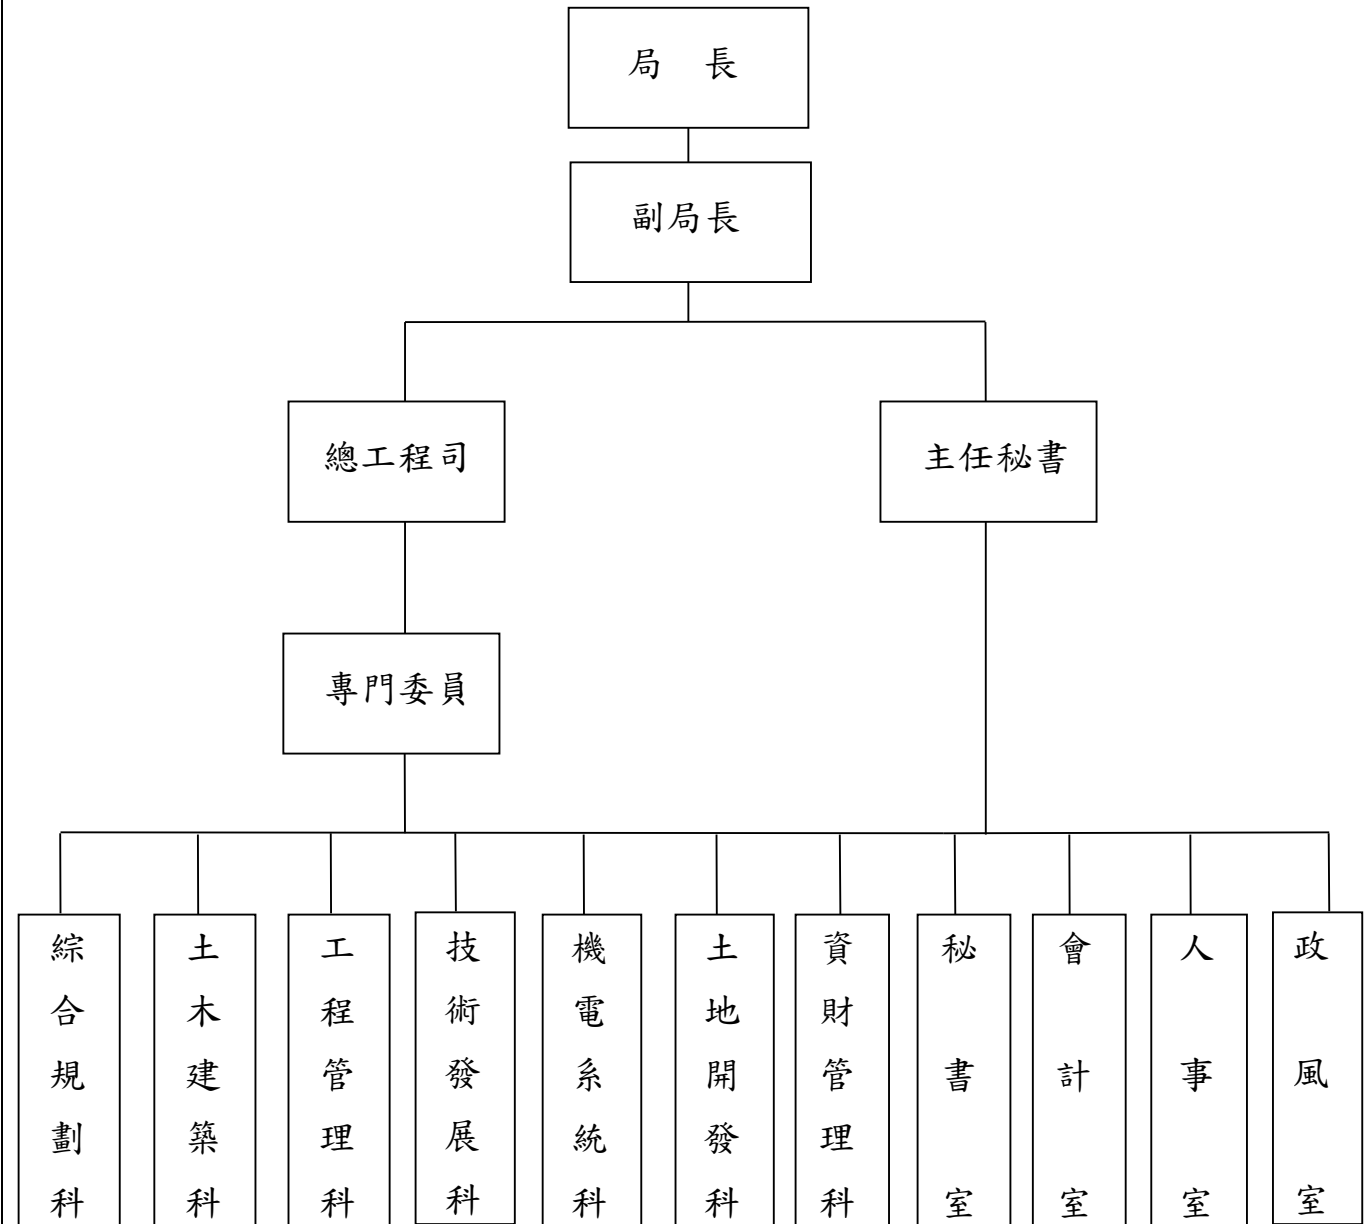 局　長
副局長
總工程司
主任秘書
專門委員
綜合規劃科
土木建築科
工程管理科
技術發展科
機電系統科
土地開發科
資財管理科
秘書室
會計室
人事室
政風室